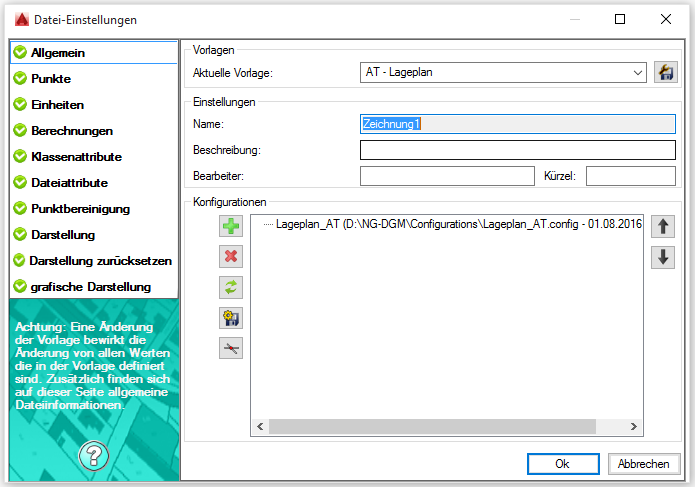 Datei-Einstellungen
Allgemein
Punkte
Einheiten
Berechnungen
Klassenattribute
Dateiattribute
Punktbereinigung
Darstellung
Darstellung zurücksetzen
grafische Darstellung
Achtung: Eine Änderung
der Vorlage bewirkt die
Änderung von allen Werten
die in der Vorlage definiert
sind. Zusätzlich finden sich
auf dieser Seite allgemeine
Dateiinformationen.
?
Vorlagen
Aktuelle Vorlage: AT - Lageplan
Einstellungen
Name: Zeichnung1
Beschreibung:
Bearbeiter: Kürzel:
Konfigurationen
Lageplan_AT (D:\NG-DGM\Configurations\Lageplan_AT.config - 01.08.2016
Ok Abbrechen